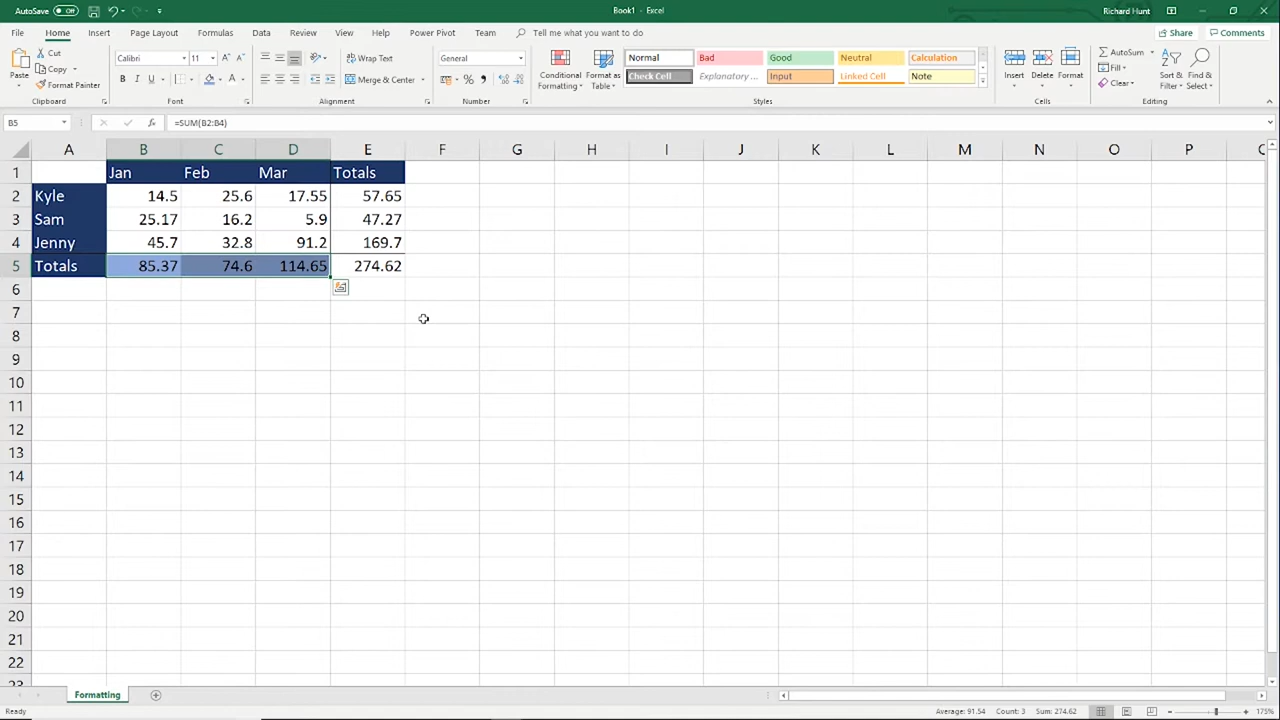 AutoSave Off Book1 - Excel Richard Hunt
File Home Insert Page Layout Formulas Data Review View Help Power Pivot Team Tell me what you want to do Share Comments
Paste Cut Copy Format Painter Clipboard
Calibri 11 B I U Font
Wrap Text Merge & Center Alignment
General % Number
Conditional Formatting Format as Table
Normal Bad Good Neutral Calculation
Check Cell Explanatory ... Input Linked Cell Note
Styles
Insert Delete Format Cells
AutoSum Fill Clear Sort & Filter Find & Select Editing
B5 fx =SUM(B2:B4)
A B C D E F G H I J K L M N O P
1 Jan Feb Mar Totals
2 Kyle 14.5 25.6 17.55 57.65
3 Sam 25.17 16.2 5.9 47.27
4 Jenny 45.7 32.8 91.2 169.7
5 Totals 85.37 74.6 114.65 274.62
6
7
8
9
10
11
12
13
14
15
16
17
18
19
20
21
22
Formatting
Ready Average: 91.54 Count: 3 Sum: 274.62 175%